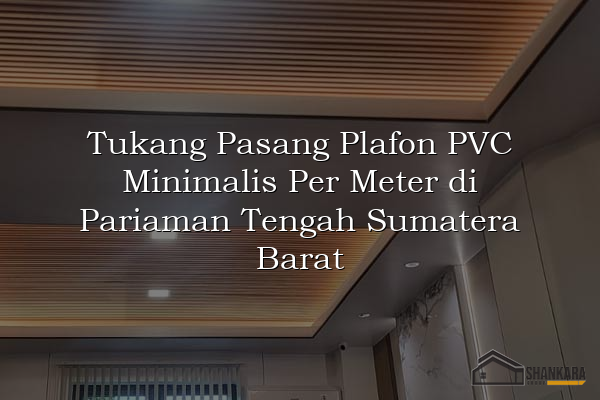 Tukang Pasang Plafon PVC
Minimalis Per Meter di
Pariaman Tengah Sumatera
Barat
SHANKARA